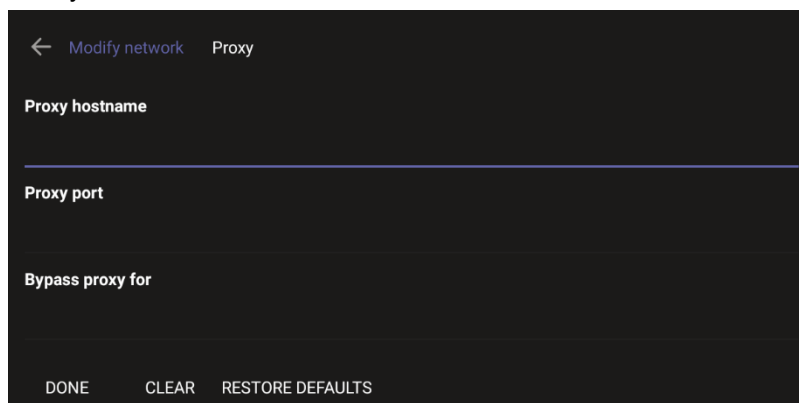 Modify network Proxy
Proxy hostname
Proxy port
Bypass proxy for
DONE CLEAR RESTORE DEFAULTS